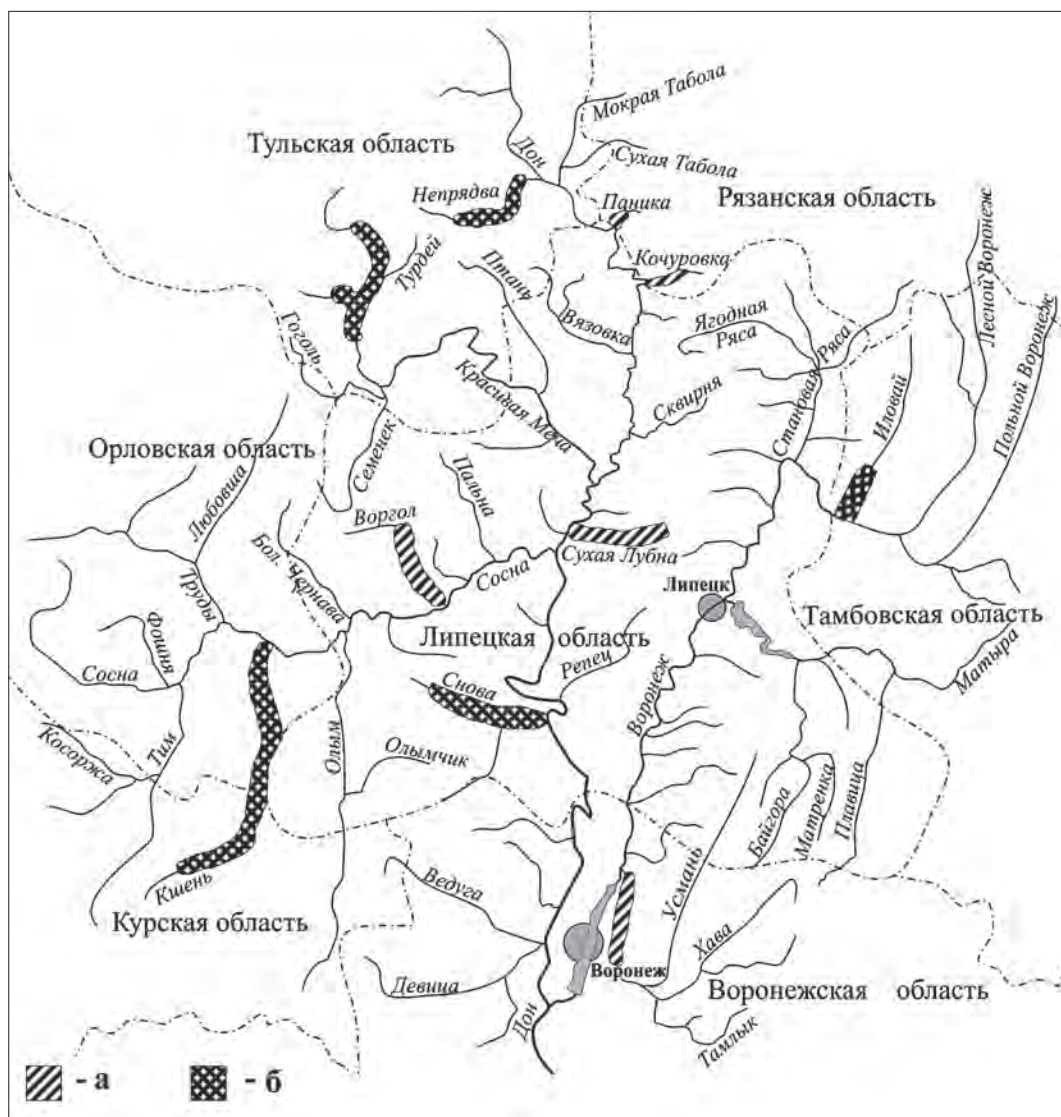 Мокрая Табола
Тульская область
Дон
Сухая Табола
Непрядва
Паника
Рязанская область
Лесной Воронеж
Турдей
Птань
Кочуровка
Гоголь
Вязовка
Ягодная
Ряса
Становая Ряса
Иловай
Польной Воронеж
Красивая Меча
Сквирня
Орловская область
Любовша
Семенек
Пальна
Воргол
Бол. Чернава
Сосна
Сухая Лубна
Липецк
Труды
Фошня
Тамбовская область
Липецкая область
Репец
Матыра
Сосна
Снова
Воронеж
Косоржа
Тим
Олым
Олымчик
Байгора
Матренка
Плавица
Кшень
Ведуга
Усмань
Курская область
Хава
Воронеж
Девица
Воронежская область
Дон
Тамлык
- а
- б